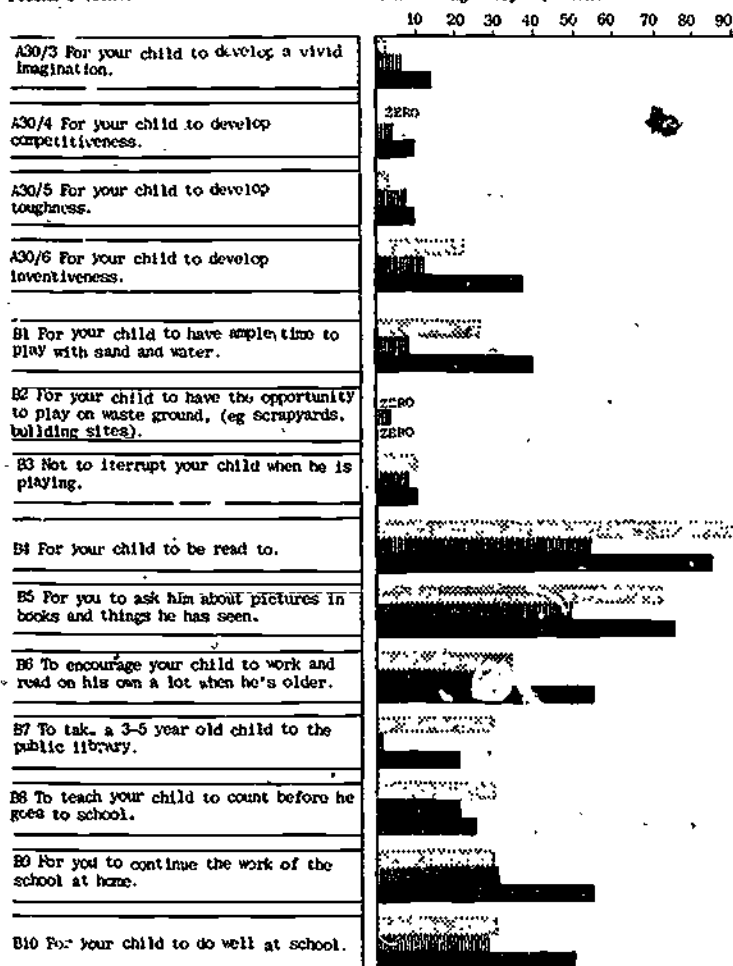 10 20 30 40 50 60 70 80 90
A30/3 For your child to develop a vivid
imagination.
A30/4 For your child to develop
competitiveness.
ZERO
A30/5 For your child to develop
toughness.
A30/6 For your child to develop
inventiveness.
B1 For your child to have ample time to
play with sand and water.
B2 For your child to have the opportunity
to play on waste ground, (eg scrapyards,
building sites).
ZERO
ZERO
B3 Not to iterrupt your child when he is
playing.
B4 For your child to be read to.
B5 For you to ask him about pictures in
books and things he has seen.
B6 To encourage your child to work and
read on his own a lot when he's older.
B7 To tak. a 3-5 year old child to the
public library.
B8 To teach your child to count before he
goes to school.
B9 For you to continue the work of the
school at home.
B10 For your child to do well at school.